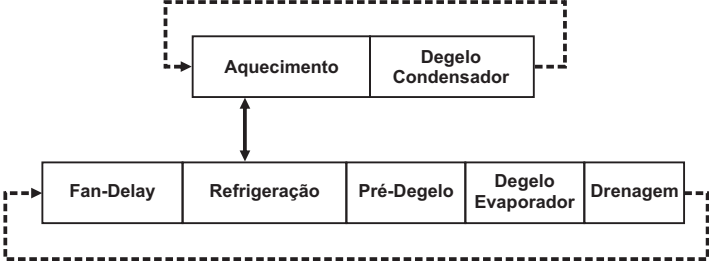 Aquecimento
Degelo
Condensador
Fan-Delay
Refrigeração
Pré-Degelo
Degelo
Evaporador
Drenagem